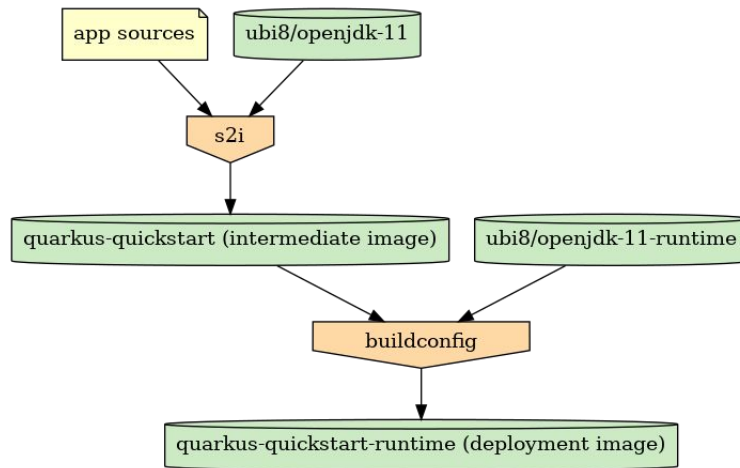 app sources
ubi8/openjdk-11
s2i
quarkus-quickstart (intermediate image)
ubi8/openjdk-11-runtime
buildconfig
quarkus-quickstart-runtime (deployment image)